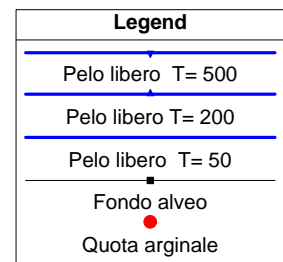 Legend
Pelo libero  T= 500
Pelo libero T= 200
Pelo libero  T= 50
Fondo alveo
Quota arginale